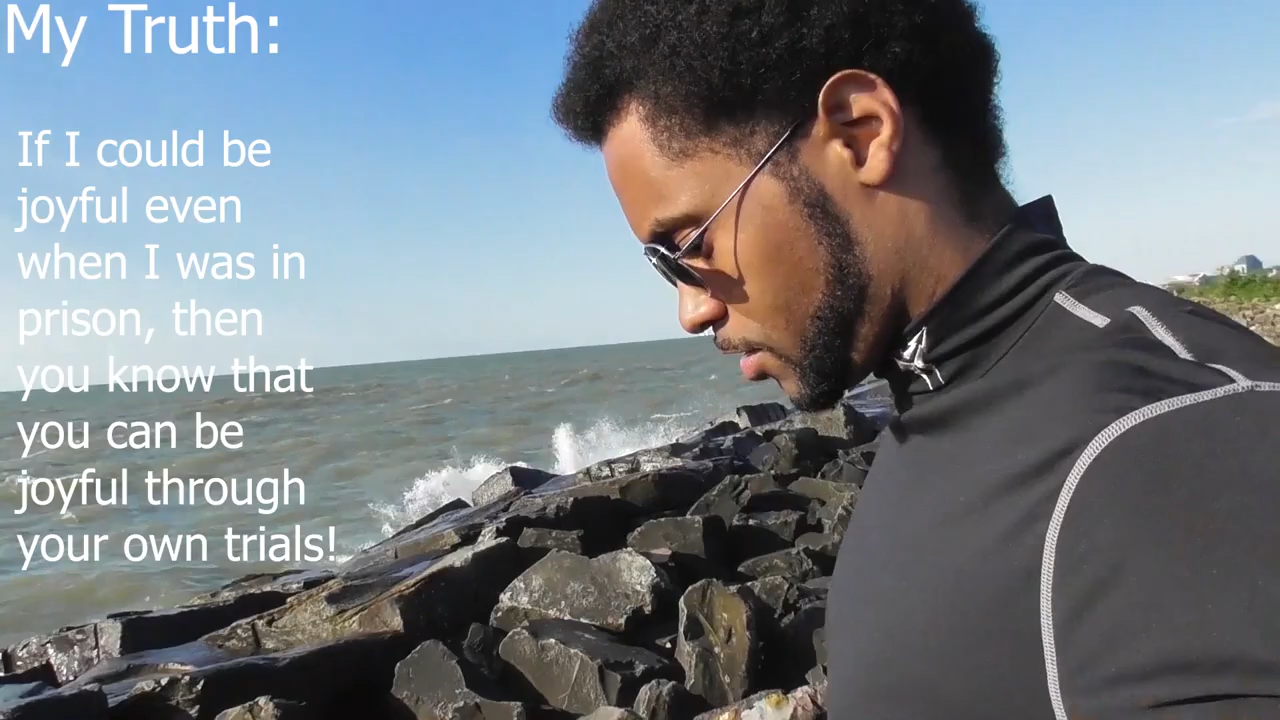 My Truth:
If I could be
joyful even
when I was in
prison, then
you know that
you can be
joyful through
your own trials!